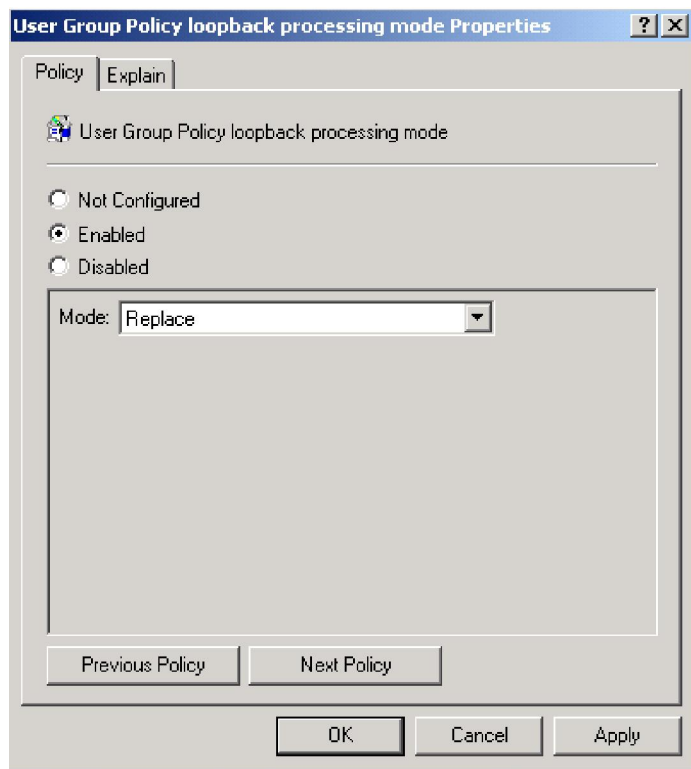 User Group Policy loopback processing mode Properties ? X
Policy Explain
User Group Policy loopback processing mode
Not Configured
Enabled
Disabled
Mode: Replace
Previous Policy Next Policy
OK Cancel Apply